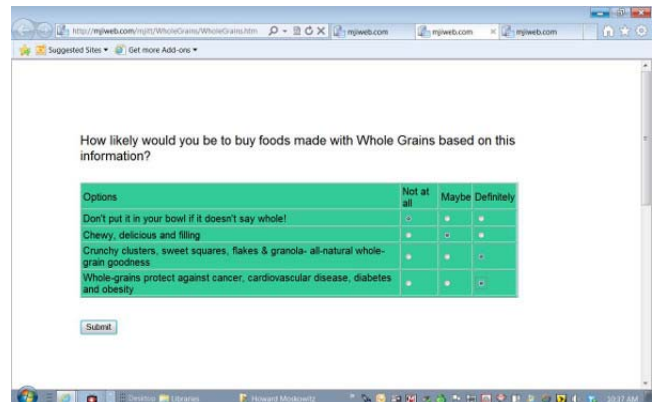 http://mjiweb.com/mjitt/WholeGrains/WholeGrains.htm
mjiweb.com
mjiweb.com
mjiweb.com
Suggested Sites
Get more Add-ons
How likely would you be to buy foods made with Whole Grains based on this
information?
Options
Not at
all
Maybe
Definitely
Don't put it in your bowl if it doesn't say whole!
Chewy, delicious and filling
Crunchy clusters, sweet squares, flakes & granola- all-natural whole-
grain goodness
Whole-grains protect against cancer, cardiovascular disease, diabetes
and obesity
Submit
Desktop
Libraries
Howard Moskowitz
10:37 AM